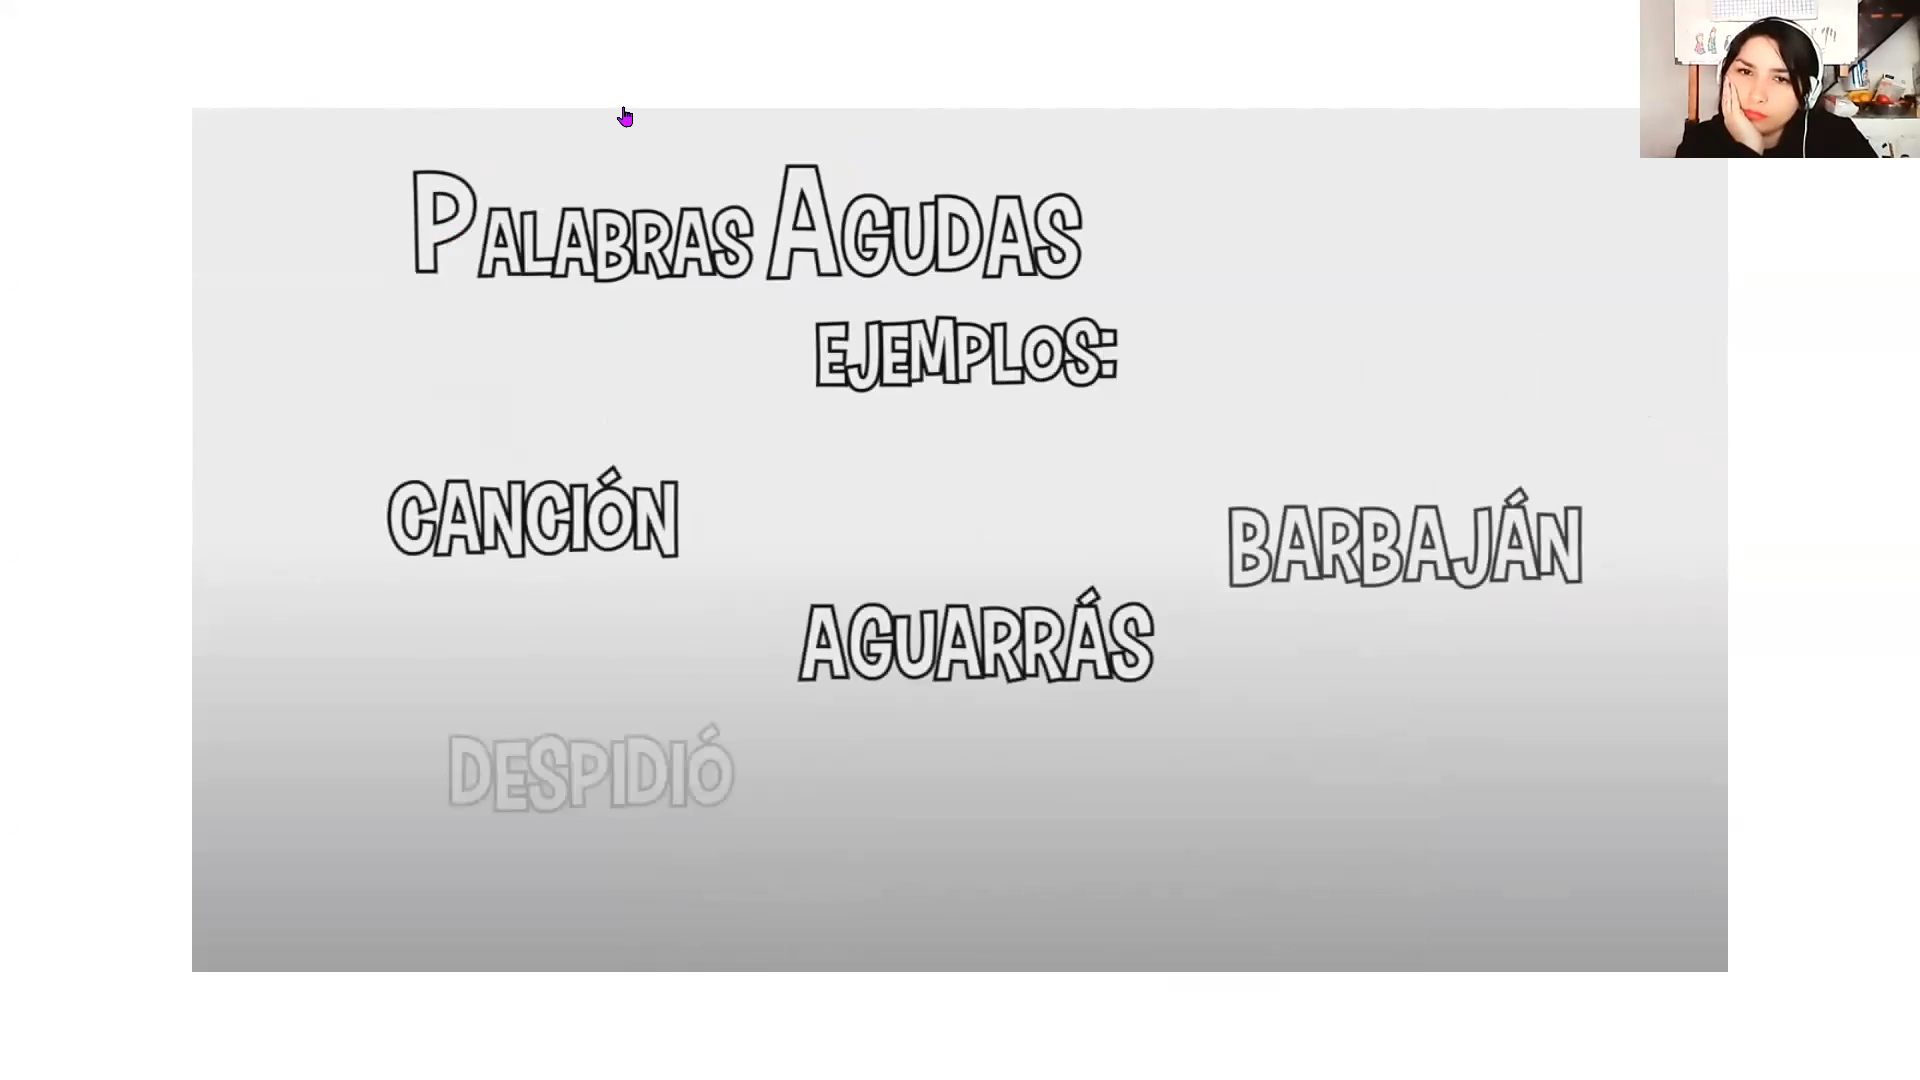 PALABRAS AGUDAS
EJEMPLOS:
CANCIÓN
BARBAJÁN
AGUARRÁS
DESPIDIÓ